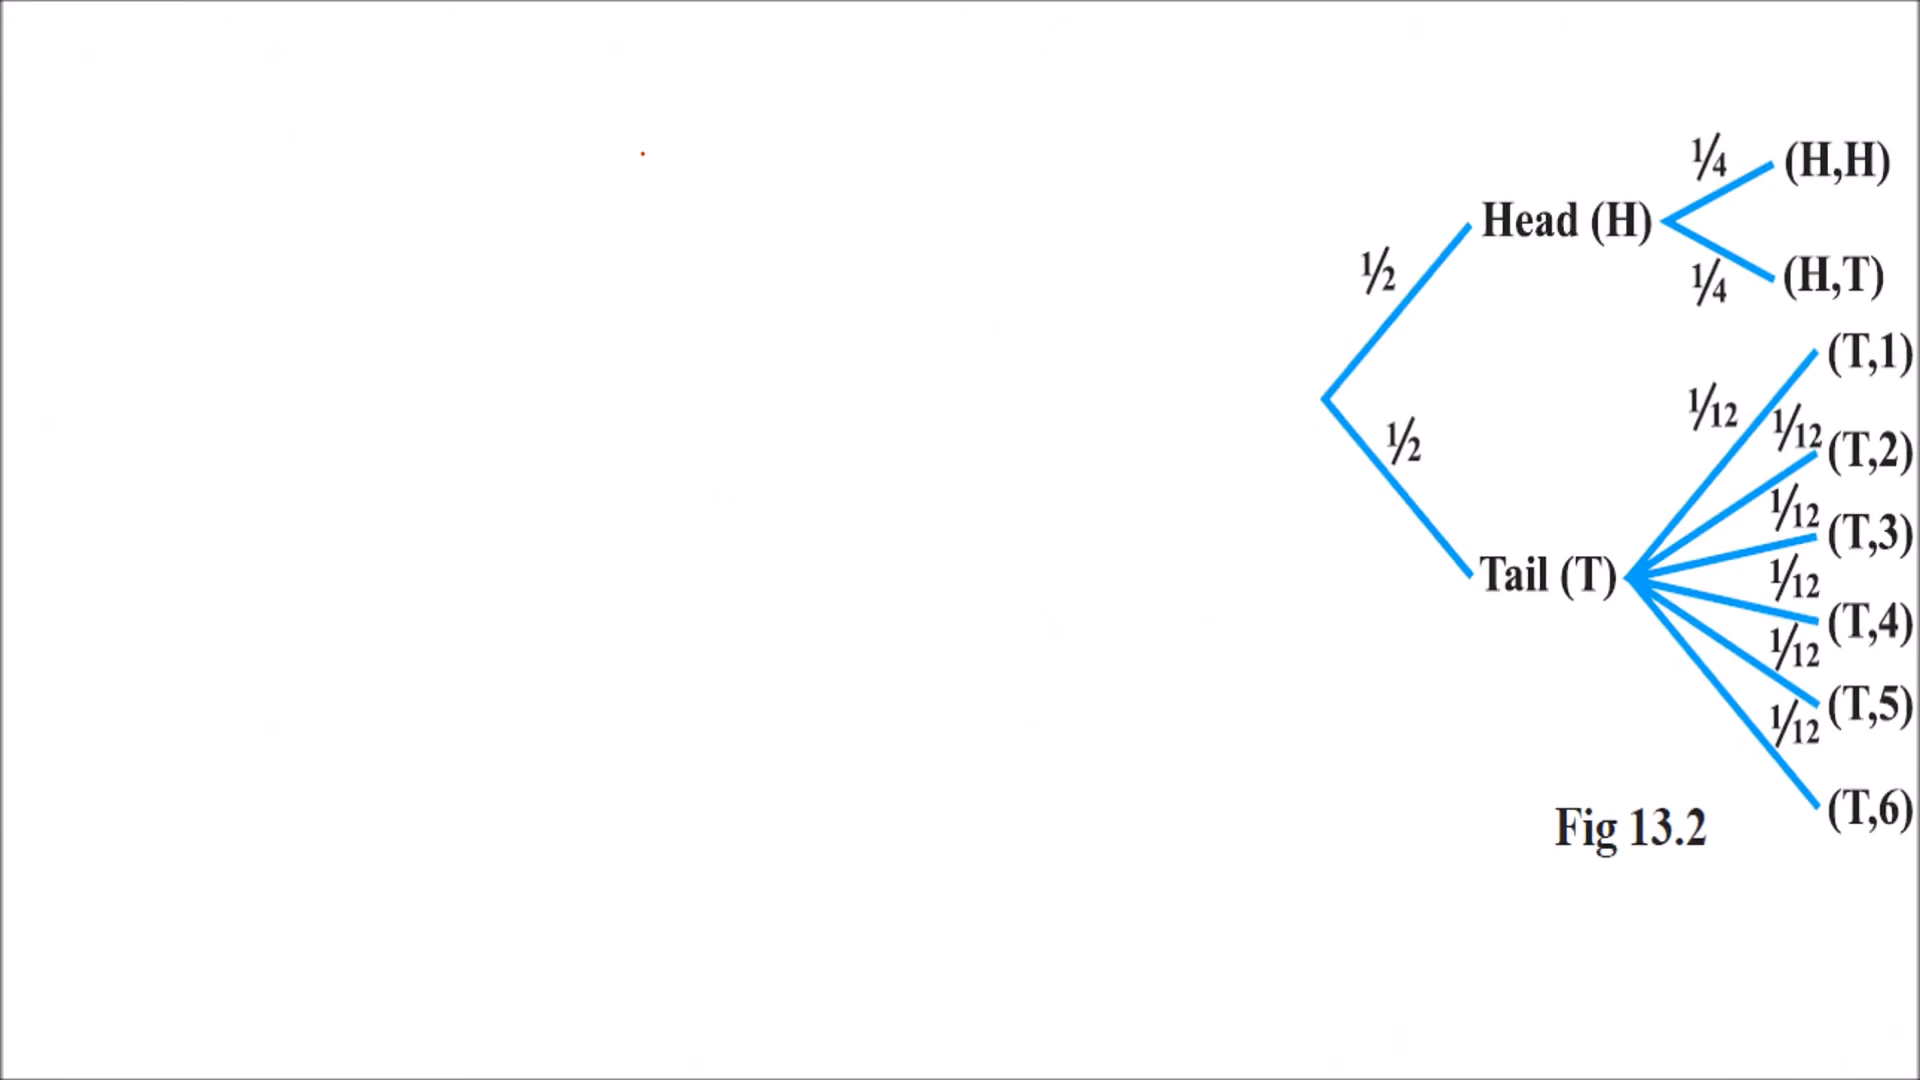 ¼ (H,H)
Head (H)
½
¼ (H,T)
(T,1)
1⁄12
1⁄12 (T,2)
½
1⁄12 (T,3)
Tail (T)
1⁄12 (T,4)
1⁄12 (T,5)
1⁄12
(T,6)
Fig 13.2